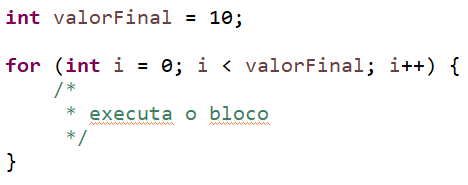 int valorFinal = 10;
for (int i = 0; i < valorFinal; i++) {
/*
* executa o bloco
*/
}